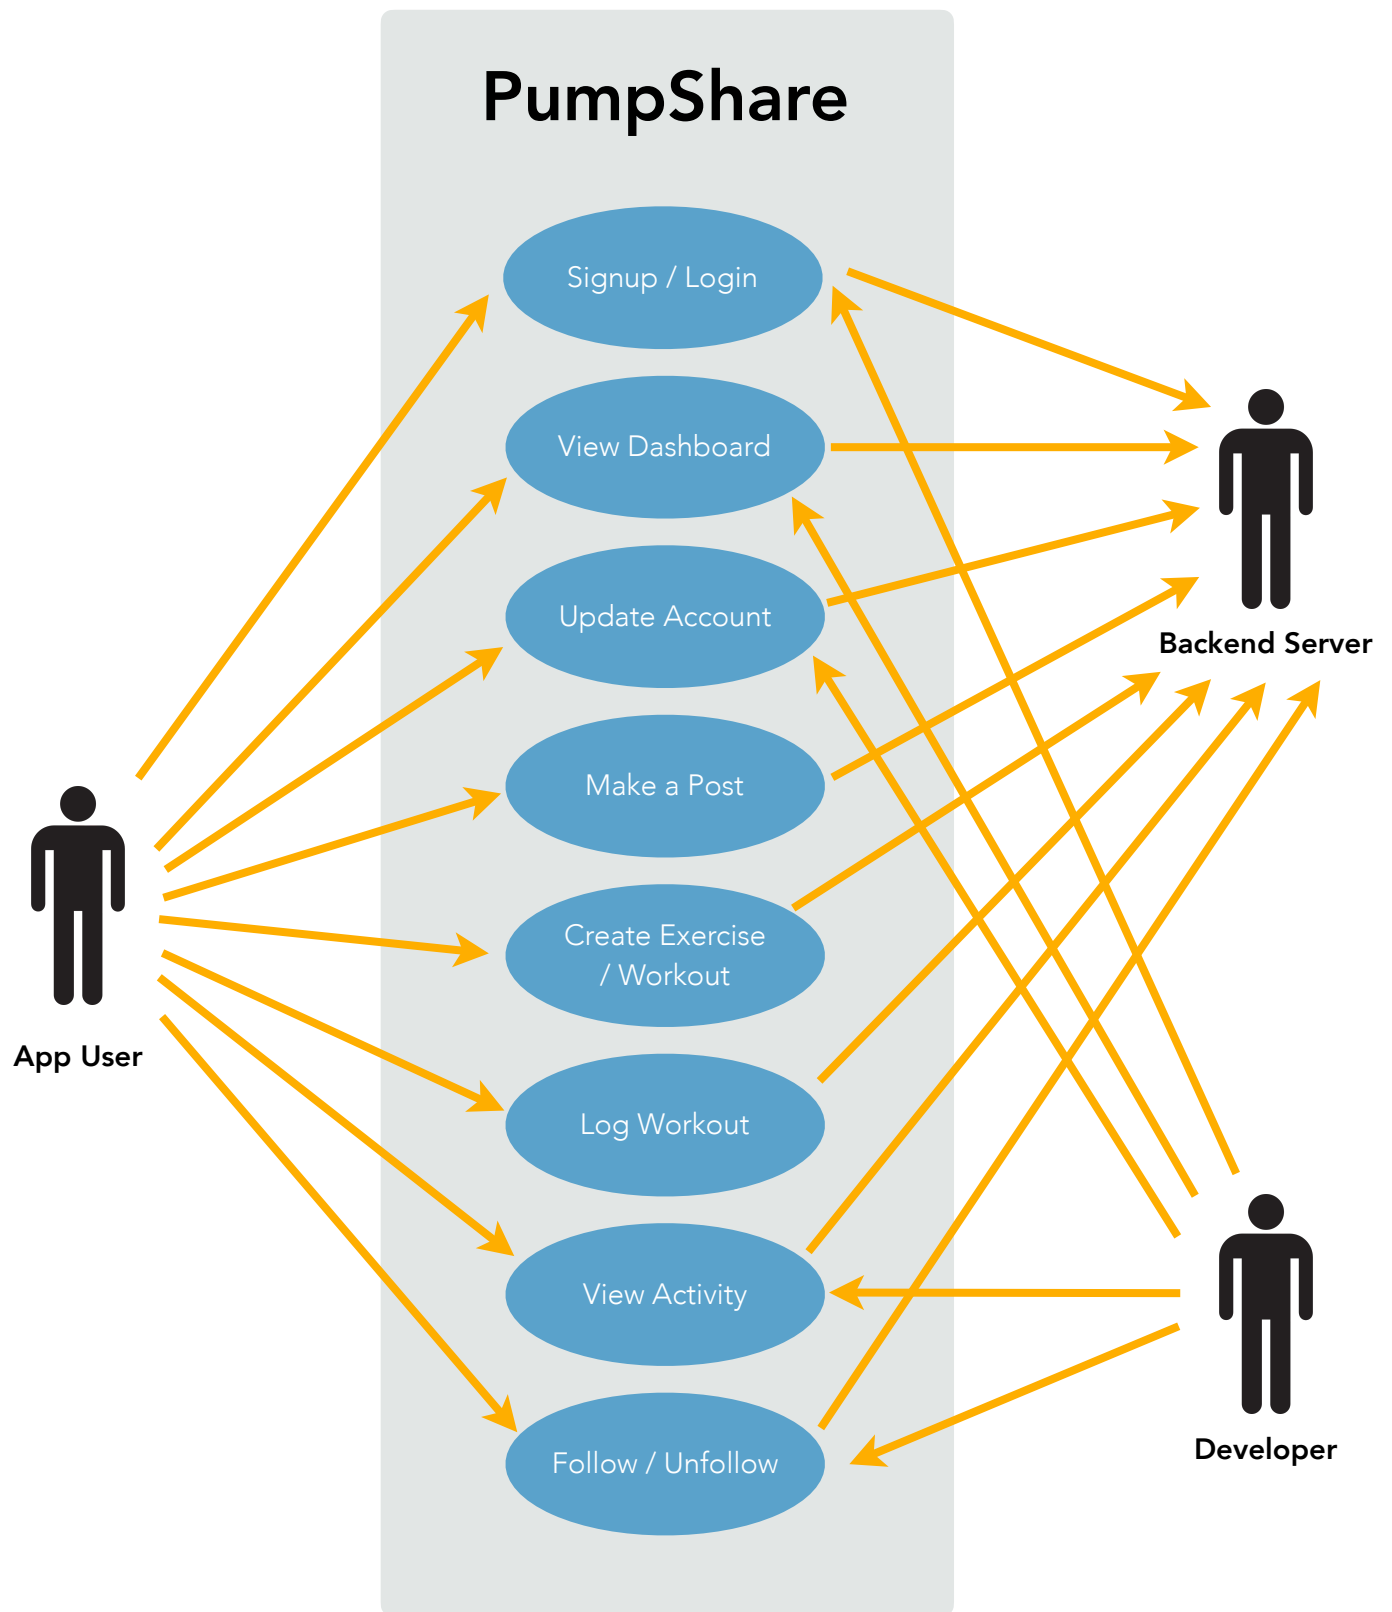 PumpShare
Signup / Login
View Dashboard
Update Account
Make a Post
Create Exercise
/ Workout
Log Workout
View Activity
Follow / Unfollow
App User
Backend Server
Developer